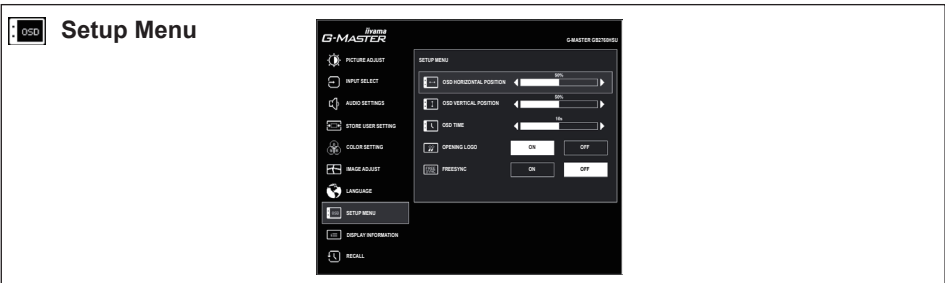 OSD Setup Menu
iiyama
G-MASTER
G-MASTER GB2760HSU
PICTURE ADJUST
INPUT SELECT
AUDIO SETTINGS
STORE USER SETTING
COLOR SETTING
IMAGE ADJUST
LANGUAGE
OSD SETUP MENU
DISPLAY INFORMATION
RECALL
SETUP MENU
OSD HORIZONTAL POSITION 50%
OSD VERTICAL POSITION 50%
OSD TIME 10s
OPENING LOGO ON OFF
FREESYNC ON OFF